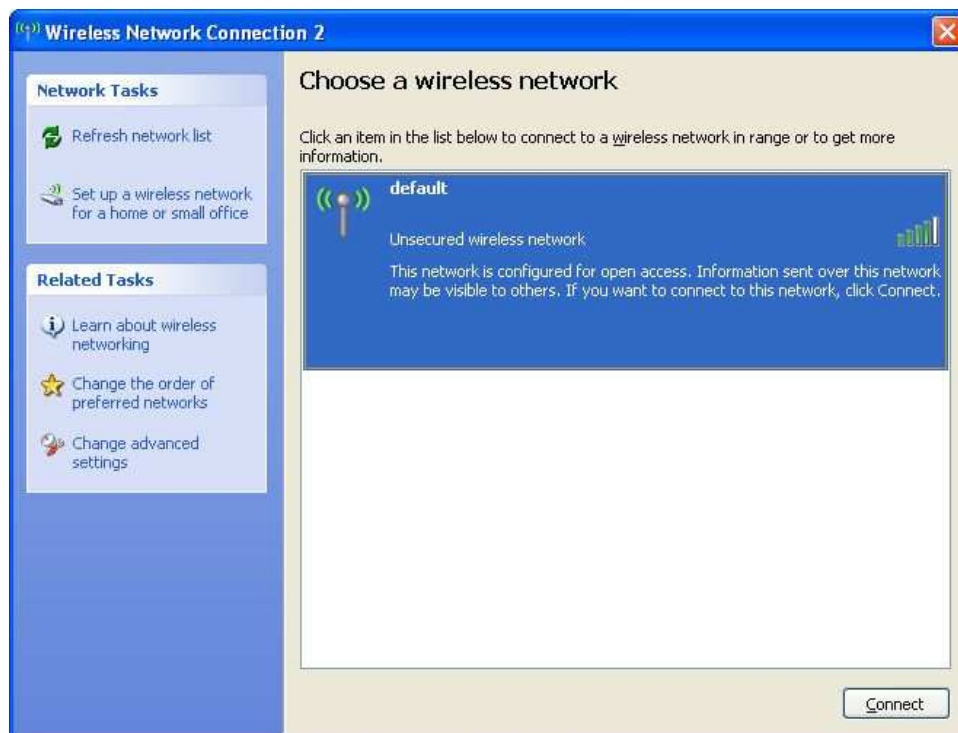 Wireless Network Connection 2
Network Tasks
Refresh network list
Set up a wireless network
for a home or small office
Related Tasks
Learn about wireless
networking
Change the order of
preferred networks
Change advanced
settings
Choose a wireless network
Click an item in the list below to connect to a wireless network in range or to get more
information.
default
Unsecured wireless network
This network is configured for open access. Information sent over this network
may be visible to others. If you want to connect to this network, click Connect.
Connect